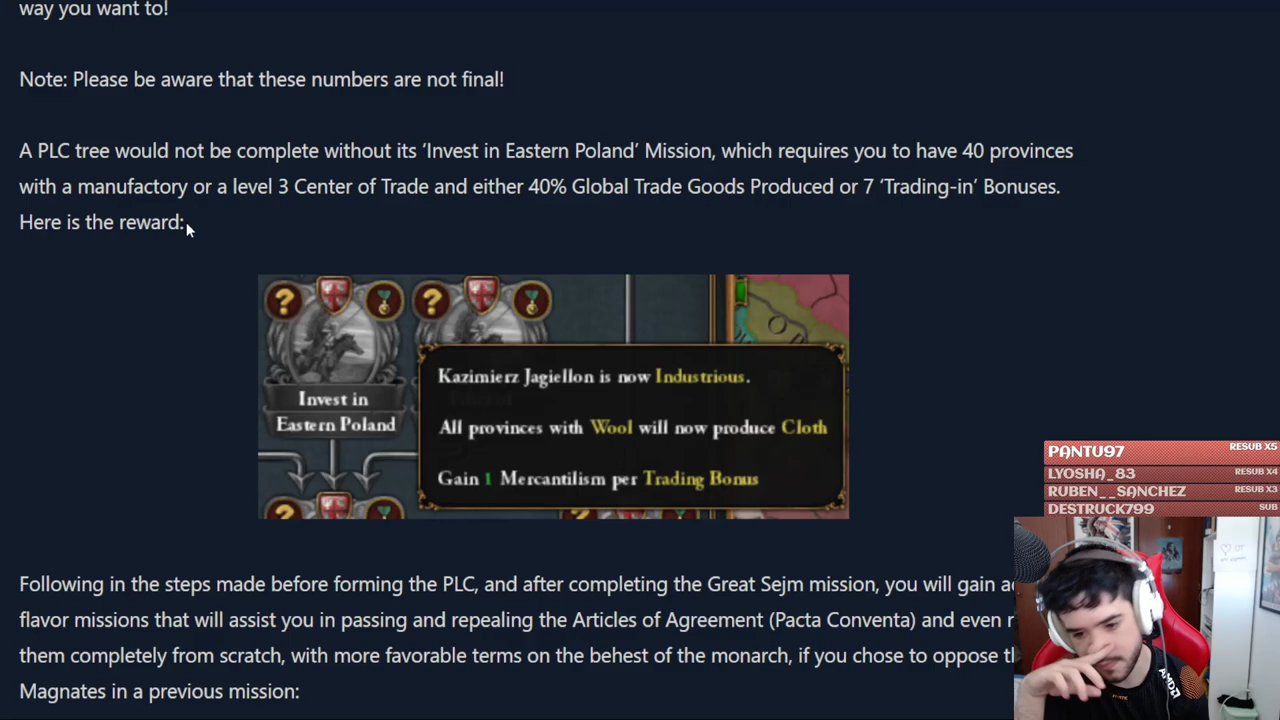 way you want to!
Note: Please be aware that these numbers are not final!
A PLC tree would not be complete without its ‘Invest in Eastern Poland’ Mission, which requires you to have 40 provinces
with a manufactory or a level 3 Center of Trade and either 40% Global Trade Goods Produced or 7 ‘Trading-in’ Bonuses.
Here is the reward:
Invest in
Eastern Poland
Kazimierz Jagiellon is now Industrious.
All provinces with Wool will now produce Cloth
Gain 1 Mercantilism per Trading Bonus
PANTU97 RESUB X5
LYOSHA_83 RESUB X4
RUBEN__SANCHEZ RESUB X3
DESTRUCK799 SUB
Following in the steps made before forming the PLC, and after completing the Great Sejm mission, you will gain
flavor missions that will assist you in passing and repealing the Articles of Agreement (Pacta Conventa) and even
them completely from scratch, with more favorable terms on the behest of the monarch, if you chose to oppose
Magnates in a previous mission:
AMD